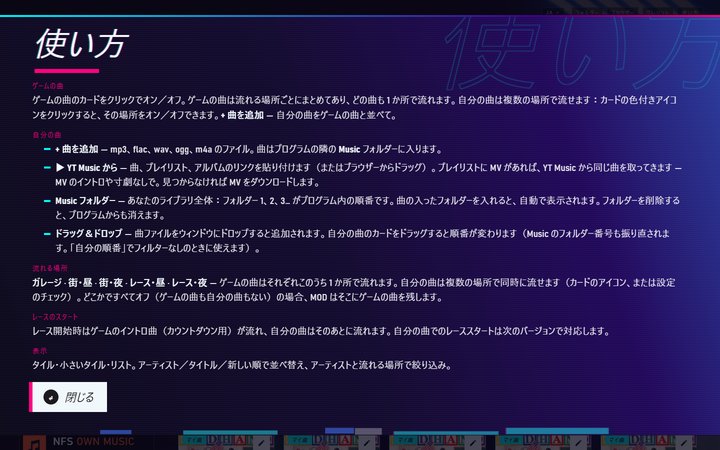 使い方
ゲームの曲
ゲームの曲のカードをクリックでオン／オフ。ゲームの曲は流れる場所ごとにまとめてあり、どの曲も1か所で流れます。自分の曲は複数の場所で流せます：カードの色付きアイコ
ンをクリックすると、その場所をオン／オフできます。+ 曲を追加 — 自分の曲をゲームの曲と並べて。
自分の曲
+ 曲を追加 — mp3、flac、wav、ogg、m4a のファイル。曲はプログラムの隣の Music フォルダーに入ります。
▶ YT Music から — 曲、プレイリスト、アルバムのリンクを貼り付けます（またはブラウザーからドラッグ）。プレイリストに MV があれば、YT Music から同じ曲を取ってきます —
MV のイントロや寸劇なしで。見つからなければ MV をダウンロードします。
Music フォルダー — あなたのライブラリ全体：フォルダー 1、2、3… がプログラム内の順番です。曲の入ったフォルダーを入れると、自動で表示されます。フォルダーを削除する
と、プログラムからも消えます。
ドラッグ＆ドロップ — 曲ファイルをウィンドウにドロップすると追加されます。自分の曲のカードをドラッグすると順番が変わります（Music のフォルダー番号も振り直されま
す。「自分の順番」でフィルターなしのときに使えます）。
流れる場所
ガレージ · 街・昼 · 街・夜 · レース・昼 · レース・夜 — ゲームの曲はそれぞれこのうち1か所で流れます。自分の曲は複数の場所で同時に流せます（カードのアイコン、または設定
のチェック）。どこかですべてオフ（ゲームの曲も自分の曲もない）の場合、MOD はそこにゲームの曲を残します。
レースのスタート
レース開始時はゲームのイントロ曲（カウントダウン用）が流れ、自分の曲はそのあとに流れます。自分の曲でのレーススタートは次のバージョンで対応します。
表示
タイル・小さいタイル・リスト。アーティスト／タイトル／新しい順で並べ替え、アーティストと流れる場所で絞り込み。
閉じる
NFS OWN MUSIC